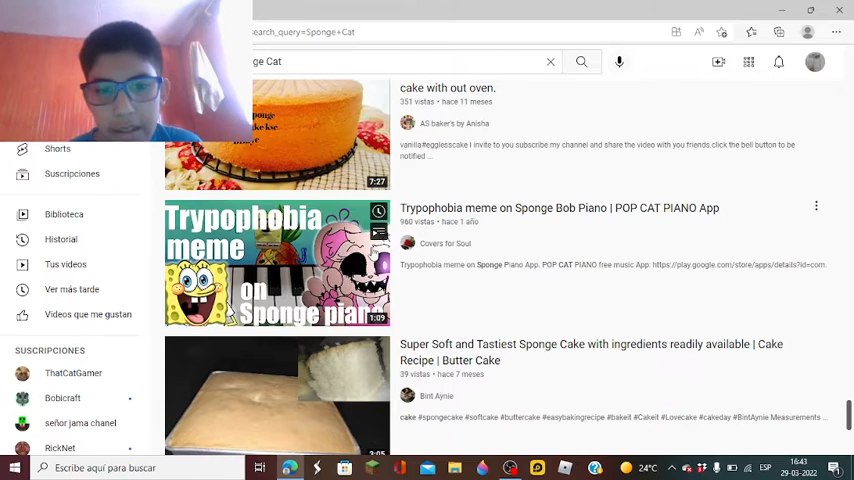 _query=Sponge+Cat
ge Cat
cake with out oven.
351 vistas • hace 11 meses
AS baker's by Anisha
vanilla#egglesscake I invite to you subscribe my channel and share the video with you friends.click the bell button to be
notified ...
7:27
Shorts
Suscripciones
Biblioteca
Historial
Tus videos
Ver más tarde
Videos que me gustan
SUSCRIPCIONES
ThatCatGamer
Bobicraft
señor jama chanel
RickNet
Trypophobia
meme
on
Sponge piano
1:09
Trypophobia meme on Sponge Bob Piano | POP CAT PIANO App
960 vistas • hace 1 año
Covers for Soul
Trypophobia meme on Sponge Piano App. POP CAT PIANO free music App: https://play.google.com/store/apps/details?id=com.
Super Soft and Tastiest Sponge Cake with ingredients readily available | Cake
Recipe | Butter Cake
39 vistas • hace 7 meses
Bint Aynie
cake #spongecake #softcake #buttercake #easybakingrecipe #bakeit #Cakeit #Lovecake #cakeday #BintAynie Measurements ...
3:05
Escribe aquí para buscar
24°C
ESP
16:43
29-03-2022